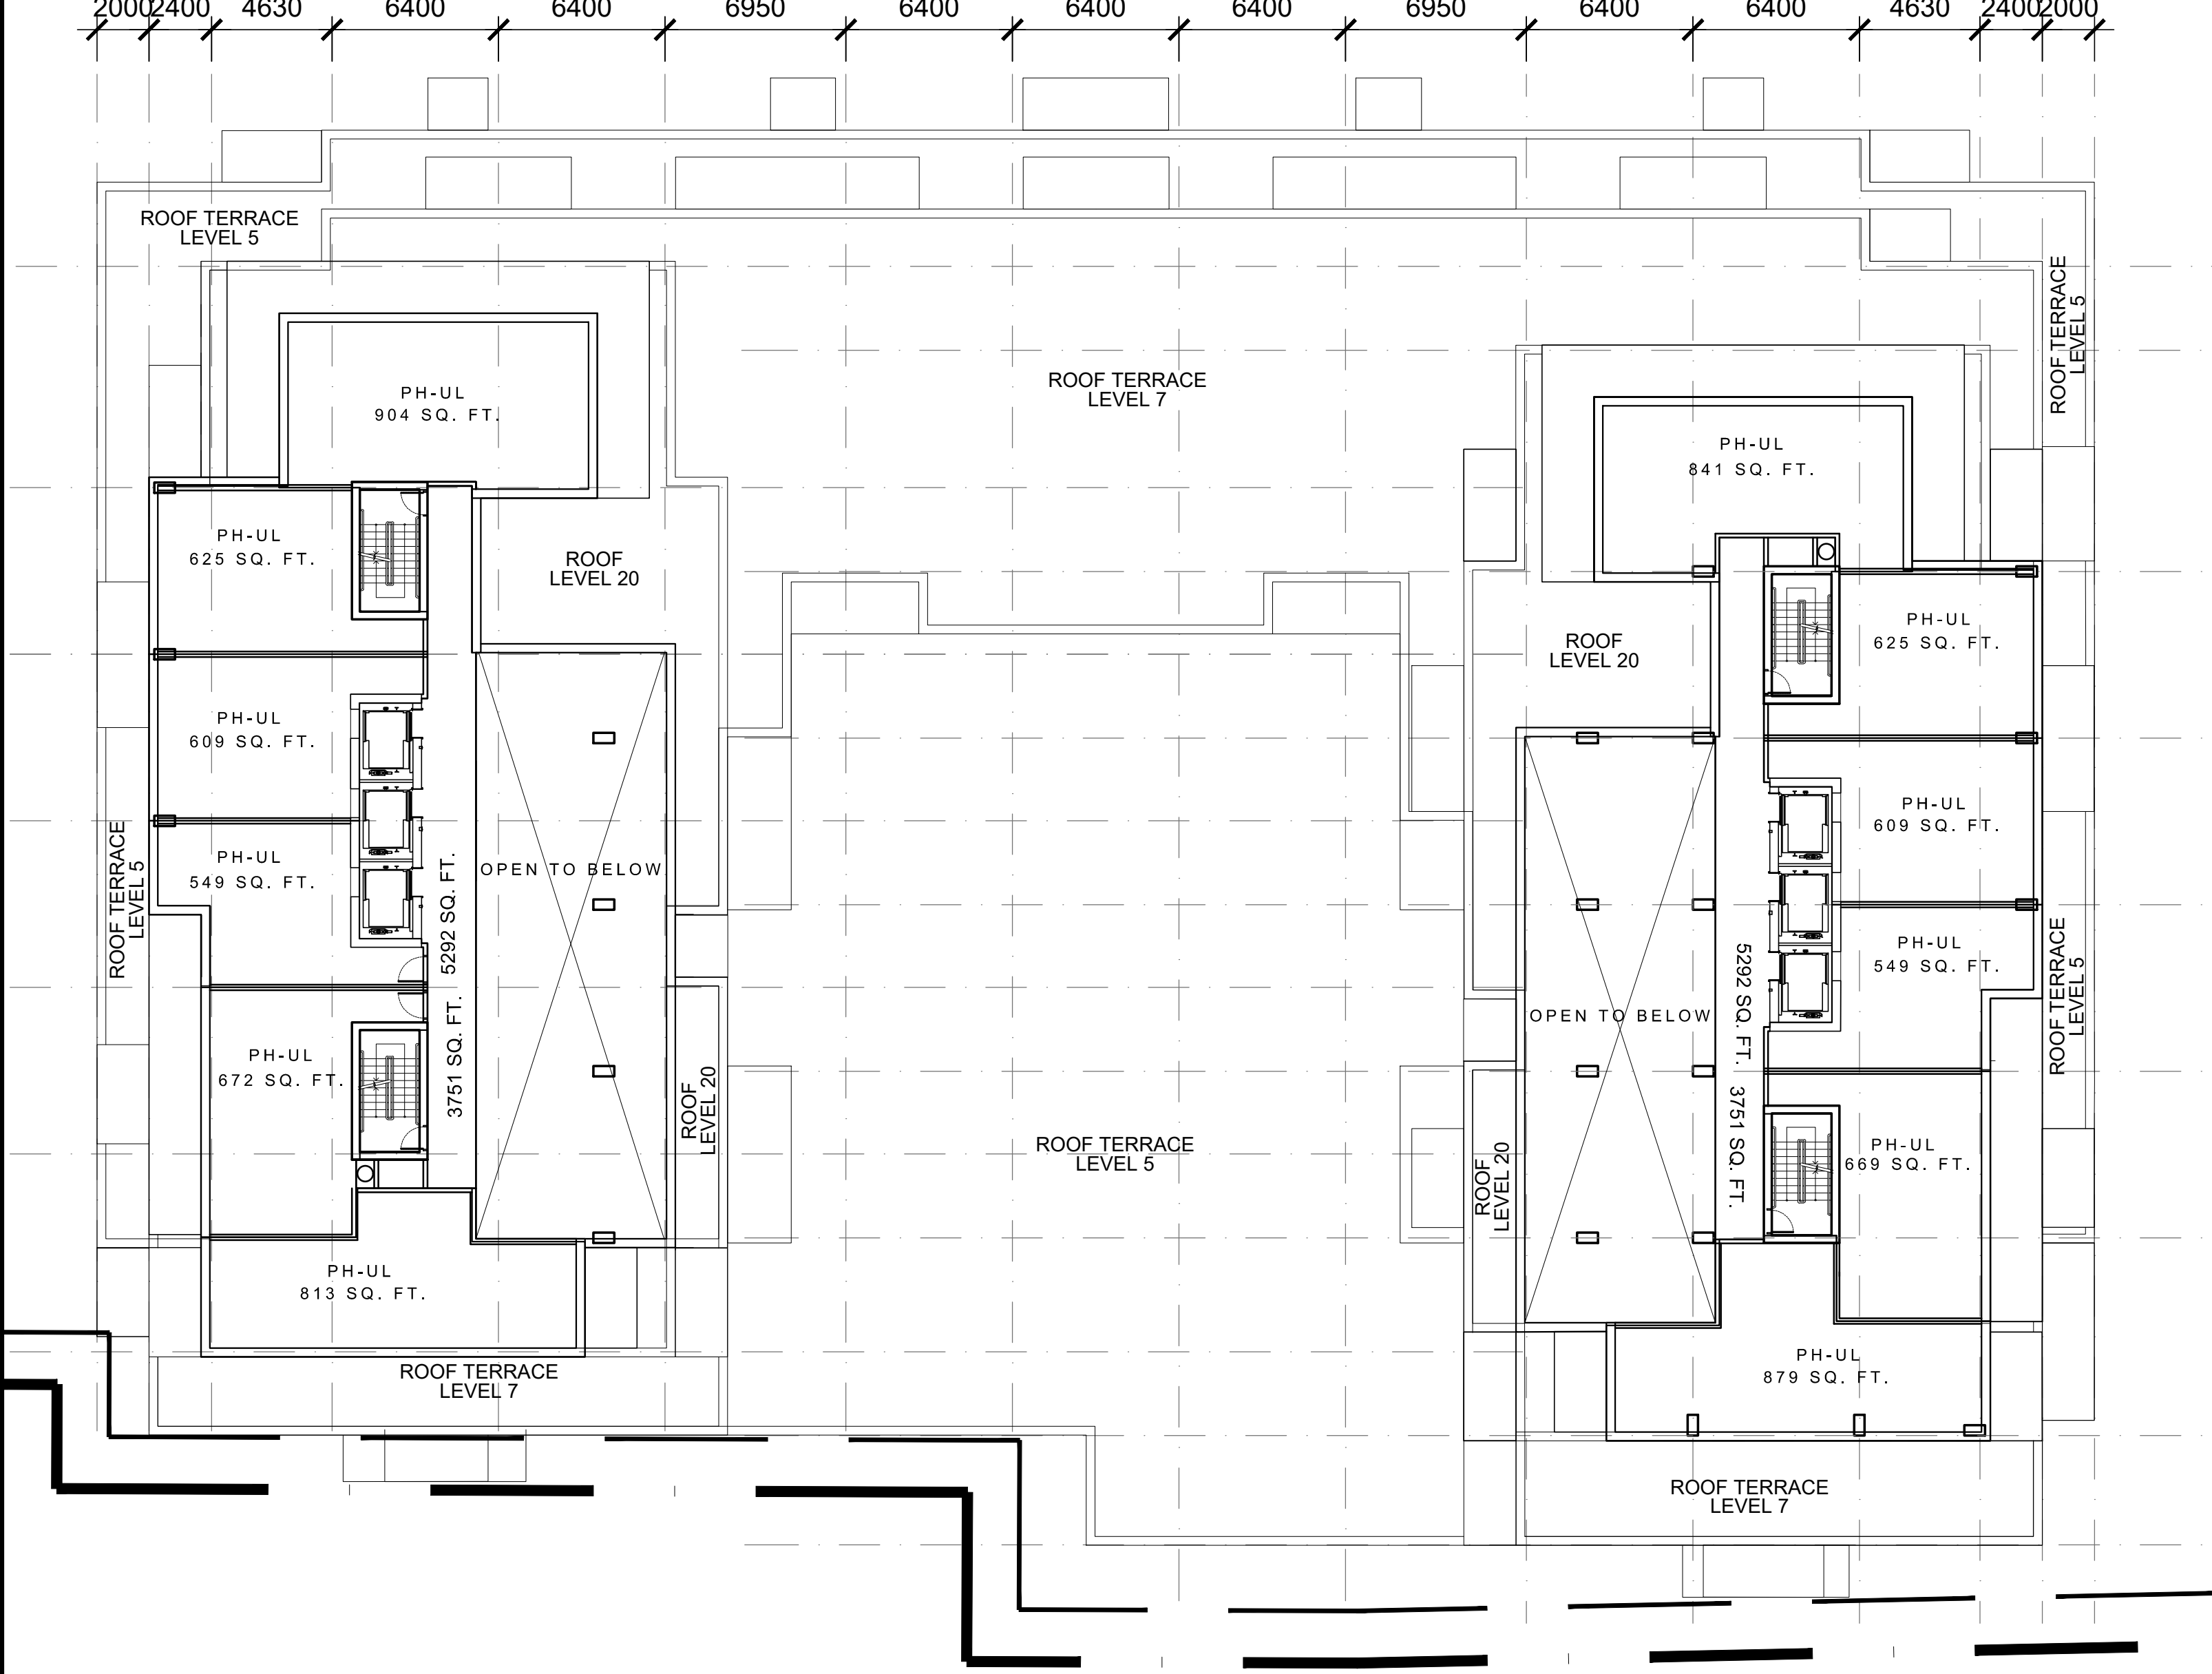 2000 2400 4630 6400 6400 6950 6400 6400 6400 6950 6400 6400 4630 2400 2000
ROOF TERRACE
LEVEL 5
ROOF TERRACE
LEVEL 5
ROOF TERRACE
LEVEL 7
PH-UL
904 SQ. FT.
PH-UL
841 SQ. FT.
PH-UL
625 SQ. FT.
ROOF
LEVEL 20
ROOF
LEVEL 20
PH-UL
625 SQ. FT.
PH-UL
609 SQ. FT.
PH-UL
609 SQ. FT.
PH-UL
549 SQ. FT.
OPEN TO BELOW
ROOF TERRACE
LEVEL 5
3751 SQ. FT. 5292 SQ. FT.
PH-UL
549 SQ. FT.
OPEN TO BELOW
5292 SQ. FT. 3751 SQ. FT.
ROOF TERRACE
LEVEL 5
PH-UL
672 SQ. FT.
ROOF
LEVEL 20
ROOF TERRACE
LEVEL 5
ROOF
LEVEL 20
PH-UL
669 SQ. FT.
PH-UL
813 SQ. FT.
PH-UL
879 SQ. FT.
ROOF TERRACE
LEVEL 7
ROOF TERRACE
LEVEL 7